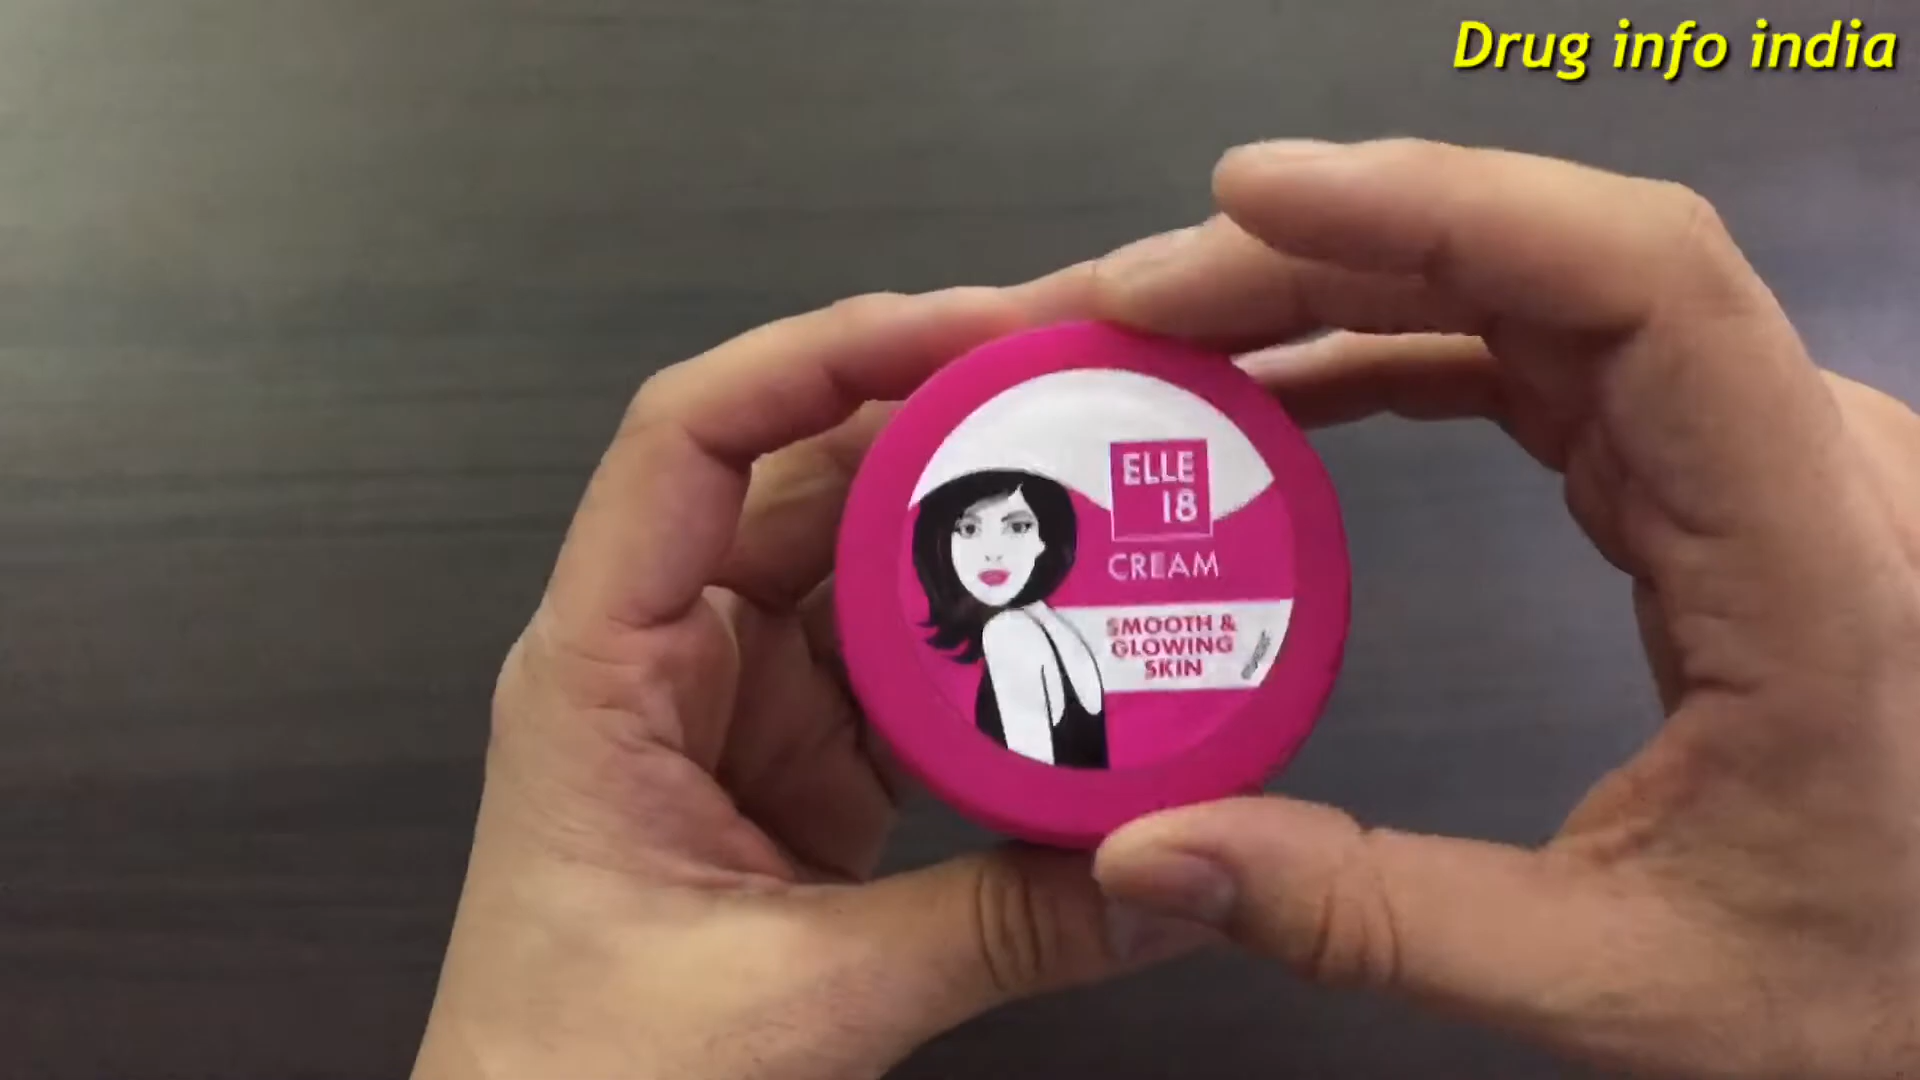 Drug info india
ELLE
18
CREAM
SMOOTH &
GLOWING
SKIN